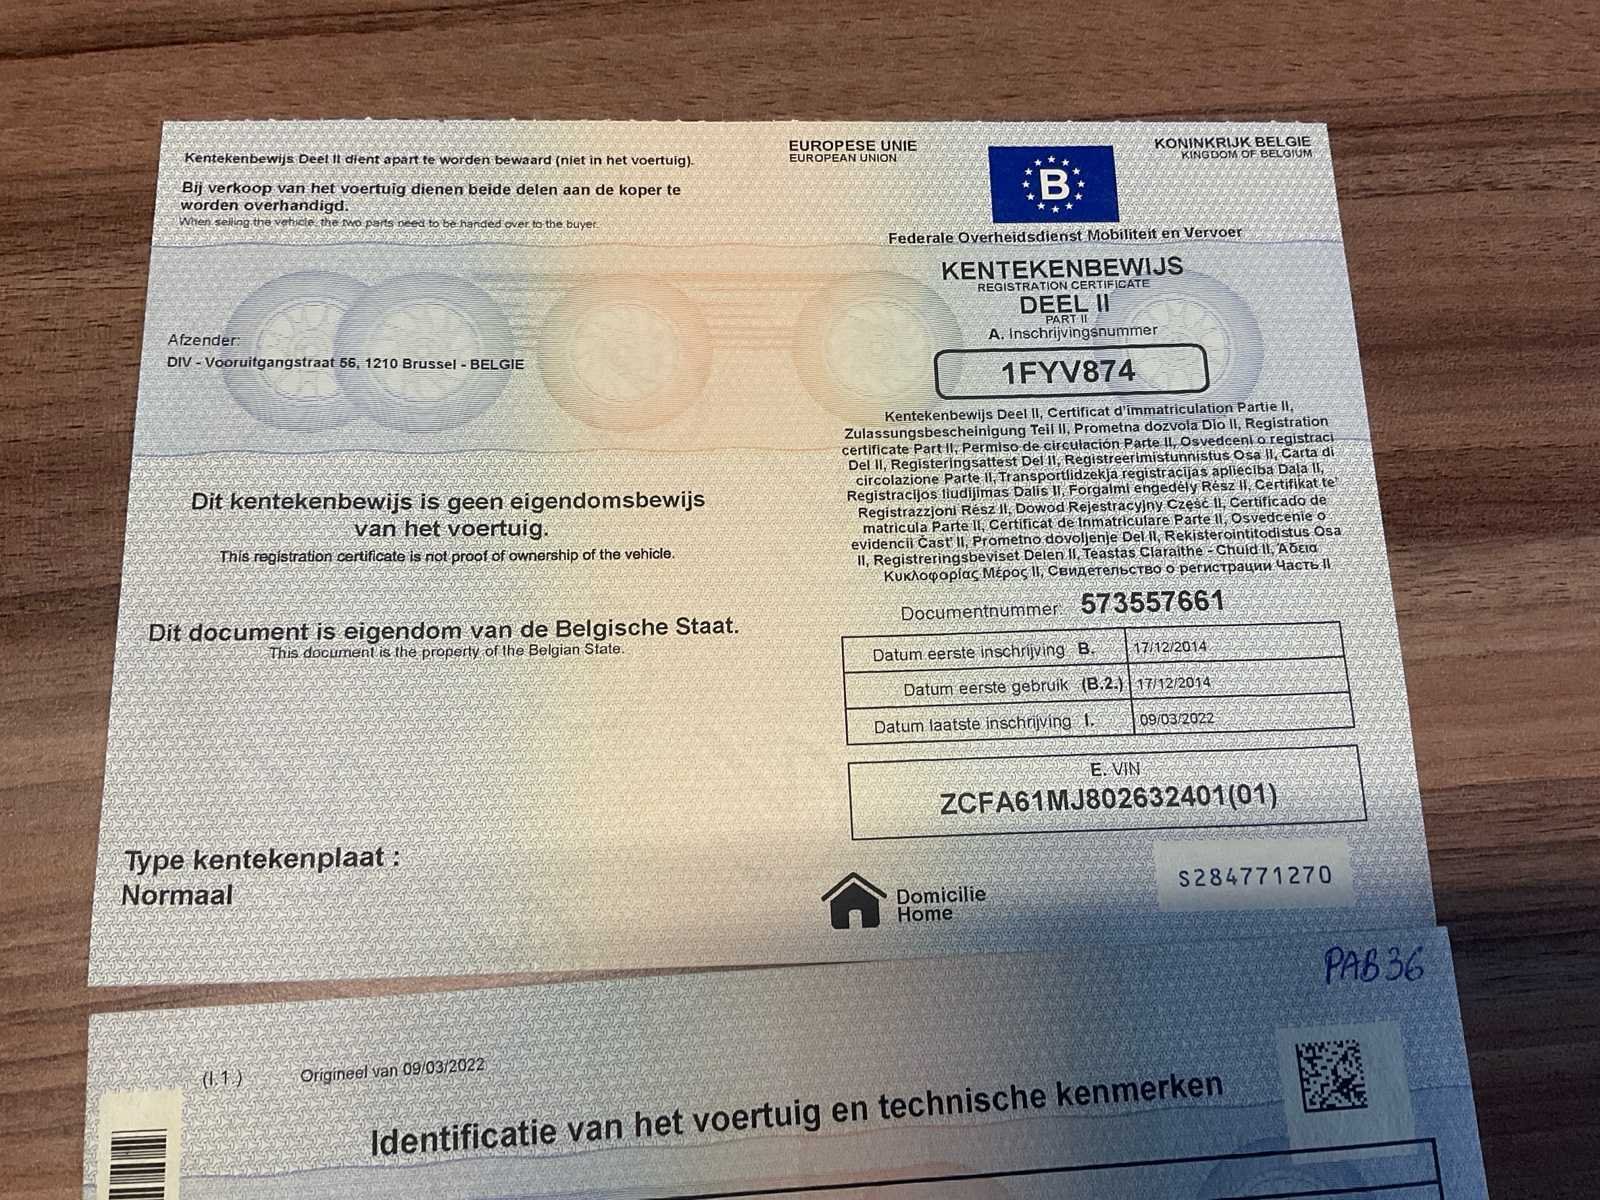 Kentekenbewijs Deel II dient apart te worden bewaard (niet in het voertuig).
Bij verkoop van het voertuig dienen beide delen aan de koper te
worden overhandigd.
When selling the vehicle, the two parts need to be handed over to the buyer.
Afzender:
DIV - Vooruitgangstraat 56, 1210 Brussel - BELGIE
Dit kentekenbewijs is geen eigendomsbewijs
van het voertuig.
This registration certificate is not proof of ownership of the vehicle.
Dit document is eigendom van de Belgische Staat.
This document is the property of the Belgian State.
Type kentekenplaat :
Normaal
EUROPESE UNIE
EUROPEAN UNION
B
KONINKRIJK BELGIE
KINGDOM OF BELGIUM
Federale Overheidsdienst Mobiliteit en Vervoer
KENTEKENBEWIJS
REGISTRATION CERTIFICATE
DEEL II
PART II
A. Inschrijvingsnummer
1FYV874
Kentekenbewijs Deel II, Certificat d'immatriculation Partie II,
Zulassungsbescheinigung Teil II, Prometna dozvola Dio II, Registration
certificate Part II, Permiso de circulación Parte II, Osvedceni o registraci
Del II, Registeringsattest Del II, Registreerimistunnistus Osa II, Carta di
circolazione Parte II, Transportlidzekja registracijas aplieciba Dala II,
Registracijos liudijimas Dalis II, Forgalmi engedély Rész II, Certifikat te'
Registrazzjoni Rész II, Dowod Rejestracyjny Część II, Certificado de
matricula Parte II, Certificat de Inmatriculare Parte II, Osvedcenie o
evidencii Časť II, Prometno dovoljenje Del II, Rekisterointitodistus Osa
II, Registreringsbeviset Delen II, Teastas Claraithe - Chuid II, Άδεια
Κυκλοφορίας Μέρος II, Свидетельство о регистрации Часть II
Documentnummer: 573557661
Datum eerste inschrijving B. 17/12/2014
Datum eerste gebruik (B.2.) 17/12/2014
Datum laatste inschrijving I. 09/03/2022
E. VIN
ZCFA61MJ802632401(01)
S284771270
Domicilie
Home
PAB36
(I.1.) Origineel van 09/03/2022
Identificatie van het voertuig en technische kenmerken